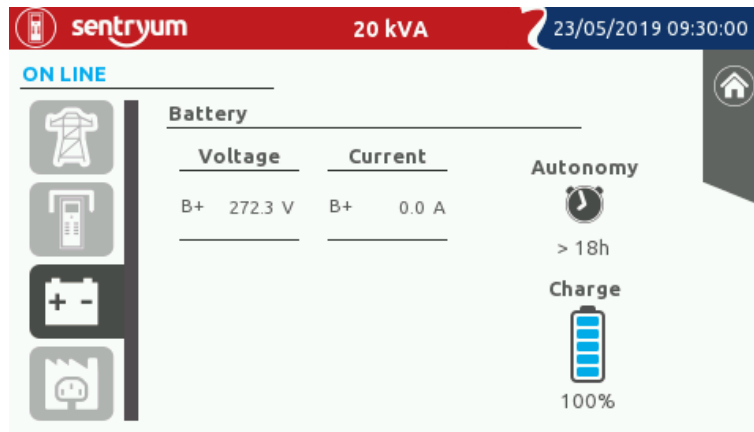 sentryum
20 kVA
23/05/2019 09:30:00
ON LINE
Battery
Voltage
Current
B+ 272.3 V
B+ 0.0 A
Autonomy
> 18h
Charge
100%
+ -